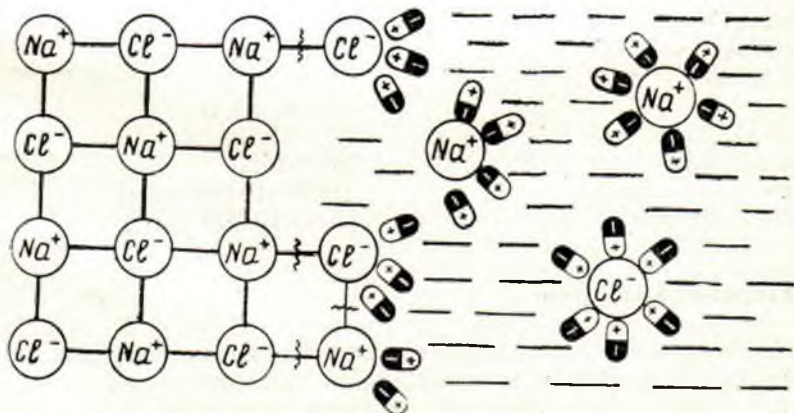 Na⁺ Cl⁻ Na⁺ Cl⁻
Na⁺
Cl⁻ Na⁺ Cl⁻ Na⁺
Na⁺ Cl⁻ Na⁺ Cl⁻ Cl⁻
Cl⁻ Na⁺ Cl⁻ Na⁺